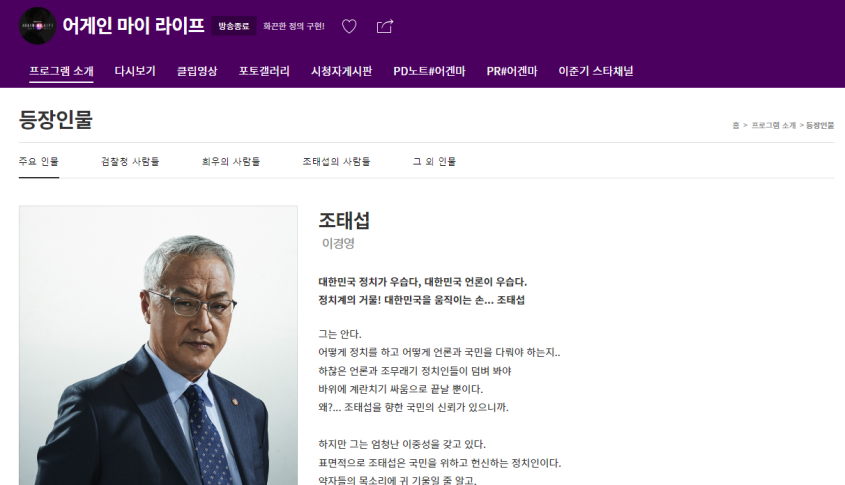 어게인 마이 라이프 방송종료 화끈한 정의 구현!
프로그램 소개 다시보기 클립영상 포토갤러리 시청자게시판 PD노트#어겐마 PR#어겐마 이준기 스타채널
등장인물
홈 > 프로그램 소개 > 등장인물
주요 인물 검찰청 사람들 희우의 사람들 조태섭의 사람들 그 외 인물
조태섭
이경영
대한민국 정치가 우습다, 대한민국 언론이 우습다.
정치계의 거물! 대한민국을 움직이는 손... 조태섭
그는 안다.
어떻게 정치를 하고 어떻게 언론과 국민을 다뤄야 하는지..
하찮은 언론과 조무래기 정치인들이 덤벼 봐야
바위에 계란치기 싸움으로 끝날 뿐이다.
왜?... 조태섭을 향한 국민의 신뢰가 있으니까.
하지만 그는 엄청난 이중성을 갖고 있다.
표면적으로 조태섭은 국민을 위하고 헌신하는 정치인이다.
약자들의 목소리에 귀 기울일 줄 알고,